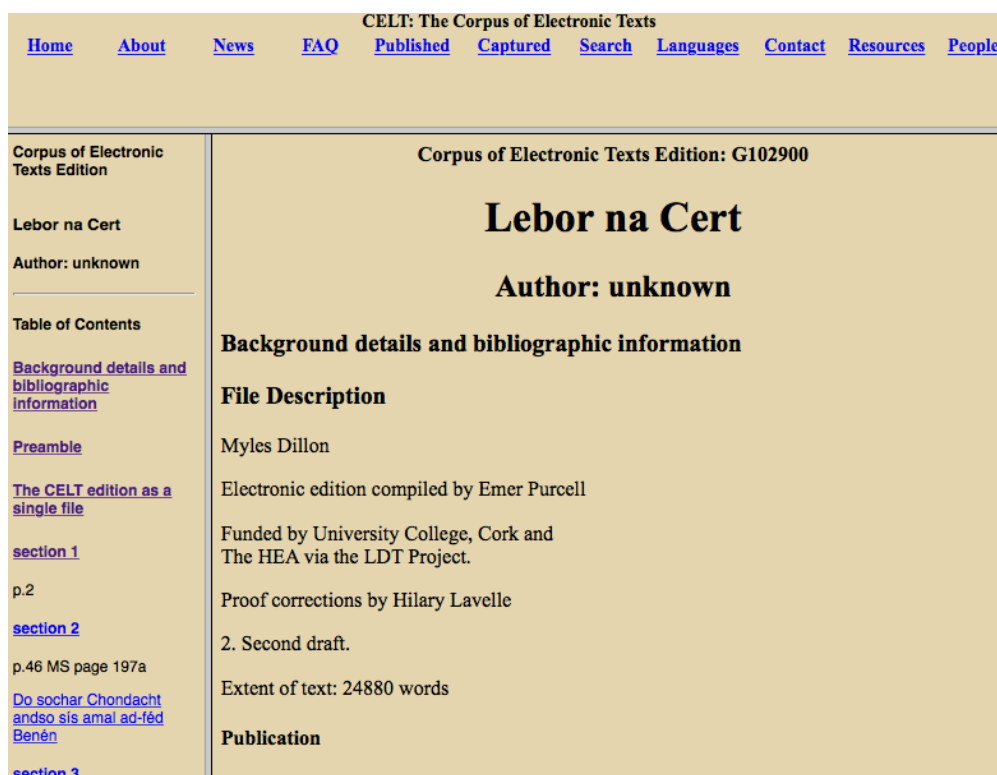 CELT: The Corpus of Electronic Texts
Home About News FAQ Published Captured Search Languages Contact Resources People
Corpus of Electronic
Texts Edition
Lebor na Cert
Author: unknown
Table of Contents
Background details and
bibliographic
information
Preamble
The CELT edition as a
single file
section 1
p.2
section 2
p.46 MS page 197a
Do sochar Chondacht
andso sís amal ad-féd
Benén
section 3
Corpus of Electronic Texts Edition: G102900
Lebor na Cert
Author: unknown
Background details and bibliographic information
File Description
Myles Dillon
Electronic edition compiled by Emer Purcell
Funded by University College, Cork and
The HEA via the LDT Project.
Proof corrections by Hilary Lavelle
2. Second draft.
Extent of text: 24880 words
Publication